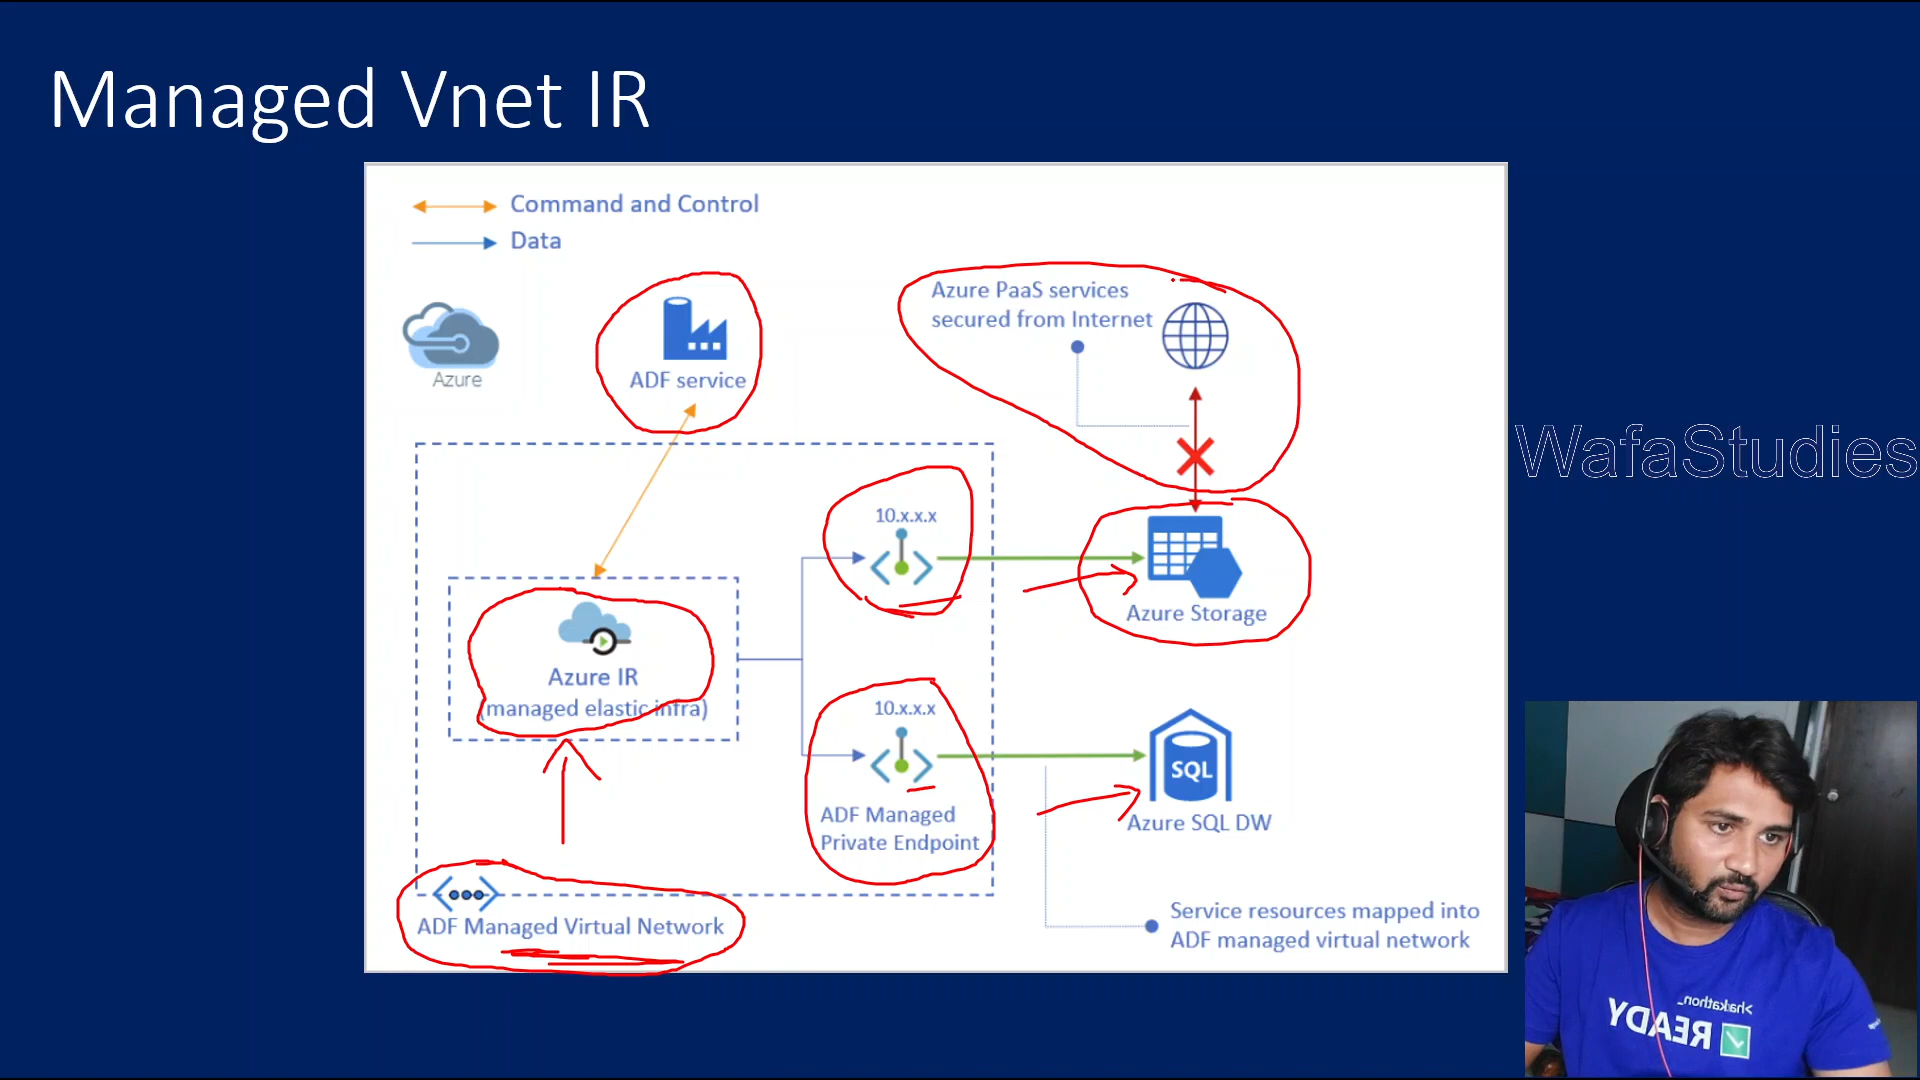 Managed Vnet IR
Command and Control
Data
Azure PaaS services
secured from Internet
Azure
ADF service
WafaStudies
10.x.x.x
Azure Storage
Azure IR
(managed elastic infra)
10.x.x.x
SQL
ADF Managed
Private Endpoint
Azure SQL DW
ADF Managed Virtual Network
Service resources mapped into
ADF managed virtual network
>hackathon_
READY